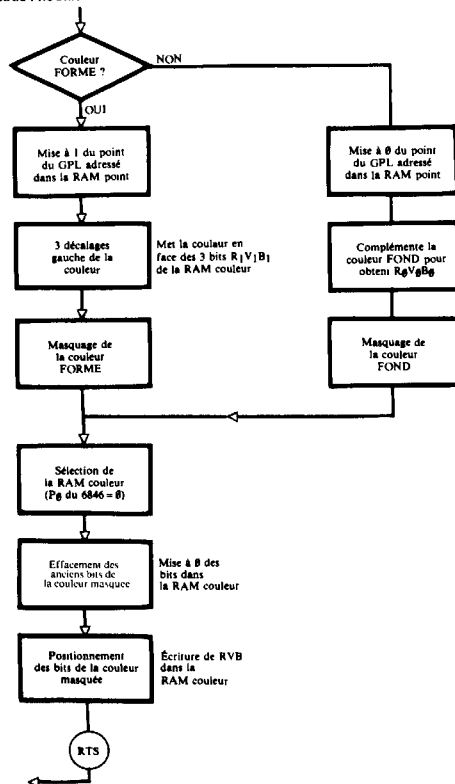 Couleur
FORME ?
NON
OUI
Mise à 1 du point
du GPL adressé
dans la RAM point
Mise à 0 du point
du GPL adressé
dans la RAM point
3 décalages
gauche de la
couleur
Met la coulaur en
face des 3 bits R1V1B1
de la RAM couleur
Complémente la
couleur FOND pour
obteni R0V0B0
Masquage de
la couleur
FORME
Masquage de
la couleur
FOND
Sélection de
la RAM couleur
(P0 du 6846 = 0)
Effacement des
anciens bits de
la couleur masquee
Mise à 0 des
bits dans
la RAM couleur
Positionnement
des bits de la couleur
masquée
Écriture de RVB
dans la
RAM couleur
RTS